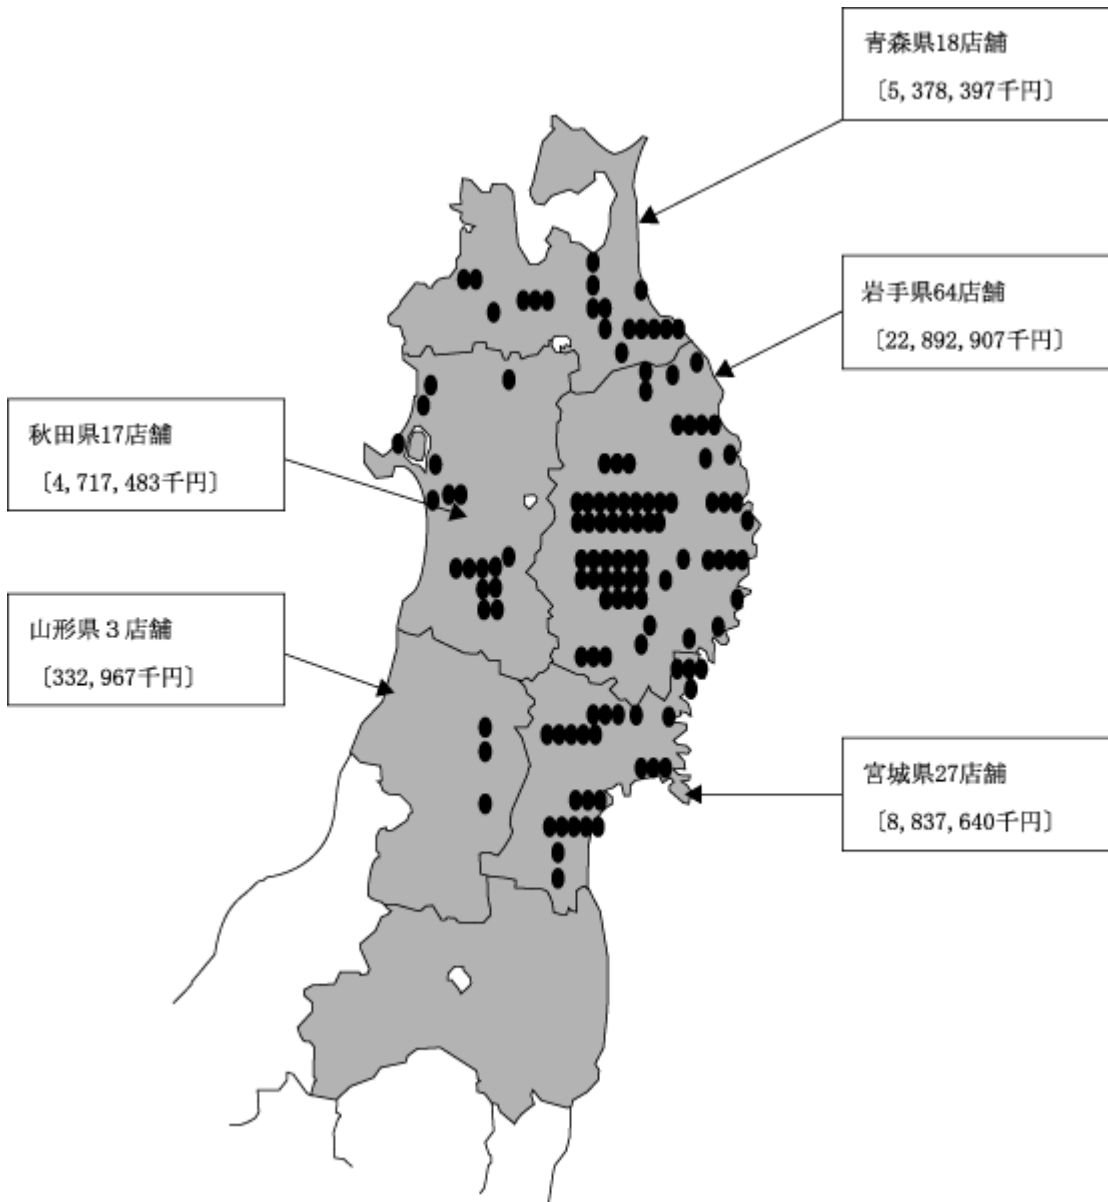 青森県18店舗
〔5,378,397千円〕
岩手県64店舗
〔22,892,907千円〕
秋田県17店舗
〔4,717,483千円〕
山形県３店舗
〔332,967千円〕
宮城県27店舗
〔8,837,640千円〕